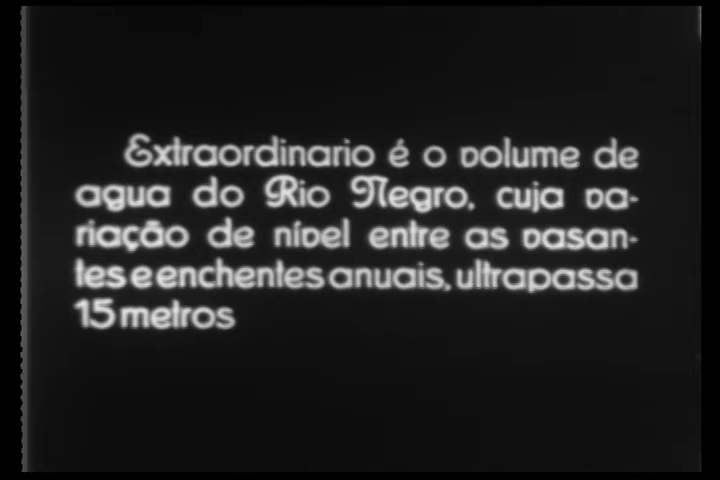 Extraordinario é o volume de
agua do Rio Negro, cuja va-
riação de nível entre as vasan-
tes e enchentes anuais, ultrapassa
15 metros